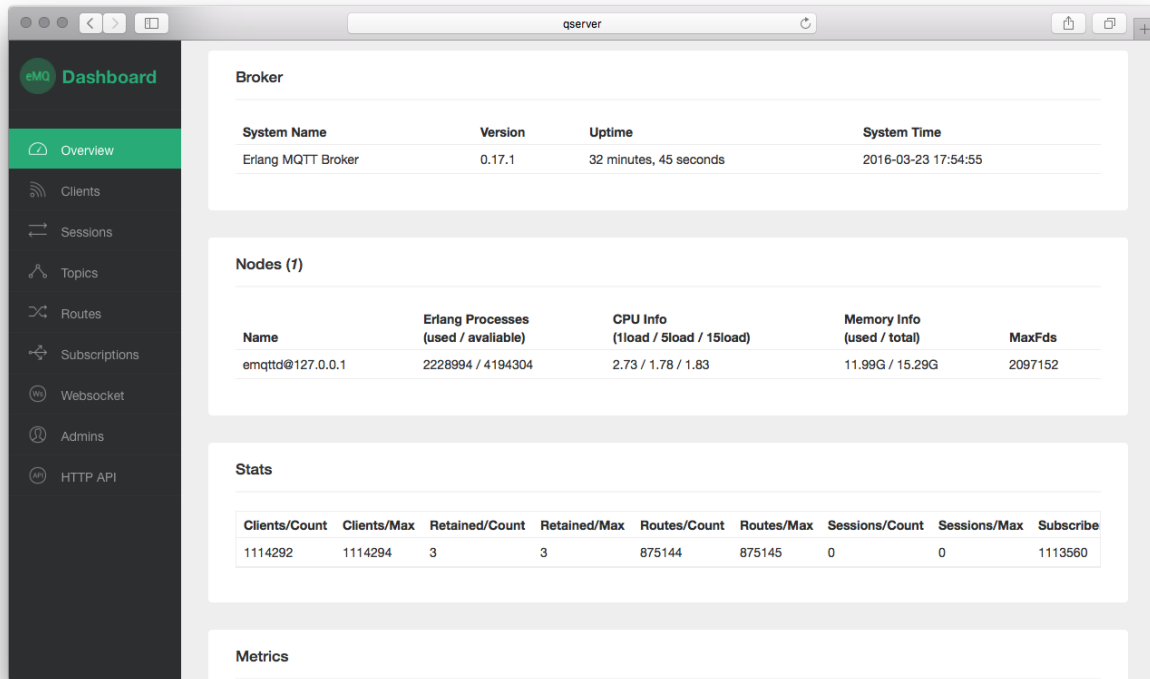 qserver
eMQ Dashboard
Overview
Clients
Sessions
Topics
Routes
Subscriptions
Ws Websocket
Admins
API HTTP API
Broker
System Name Version Uptime System Time
Erlang MQTT Broker 0.17.1 32 minutes, 45 seconds 2016-03-23 17:54:55
Nodes (1)
Erlang Processes CPU Info Memory Info
Name (used / avaliable) (1load / 5load / 15load) (used / total) MaxFds
emqttd@127.0.0.1 2228994 / 4194304 2.73 / 1.78 / 1.83 11.99G / 15.29G 2097152
Stats
Clients/Count Clients/Max Retained/Count Retained/Max Routes/Count Routes/Max Sessions/Count Sessions/Max Subscribe
1114292 1114294 3 3 875144 875145 0 0 1113560
Metrics